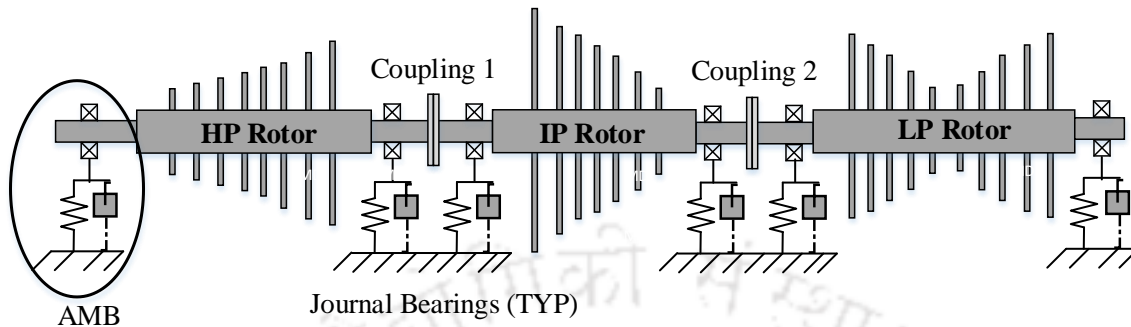 Coupling 1
Coupling 2
HP Rotor
IP Rotor
LP Rotor
Journal Bearings (TYP)
AMB